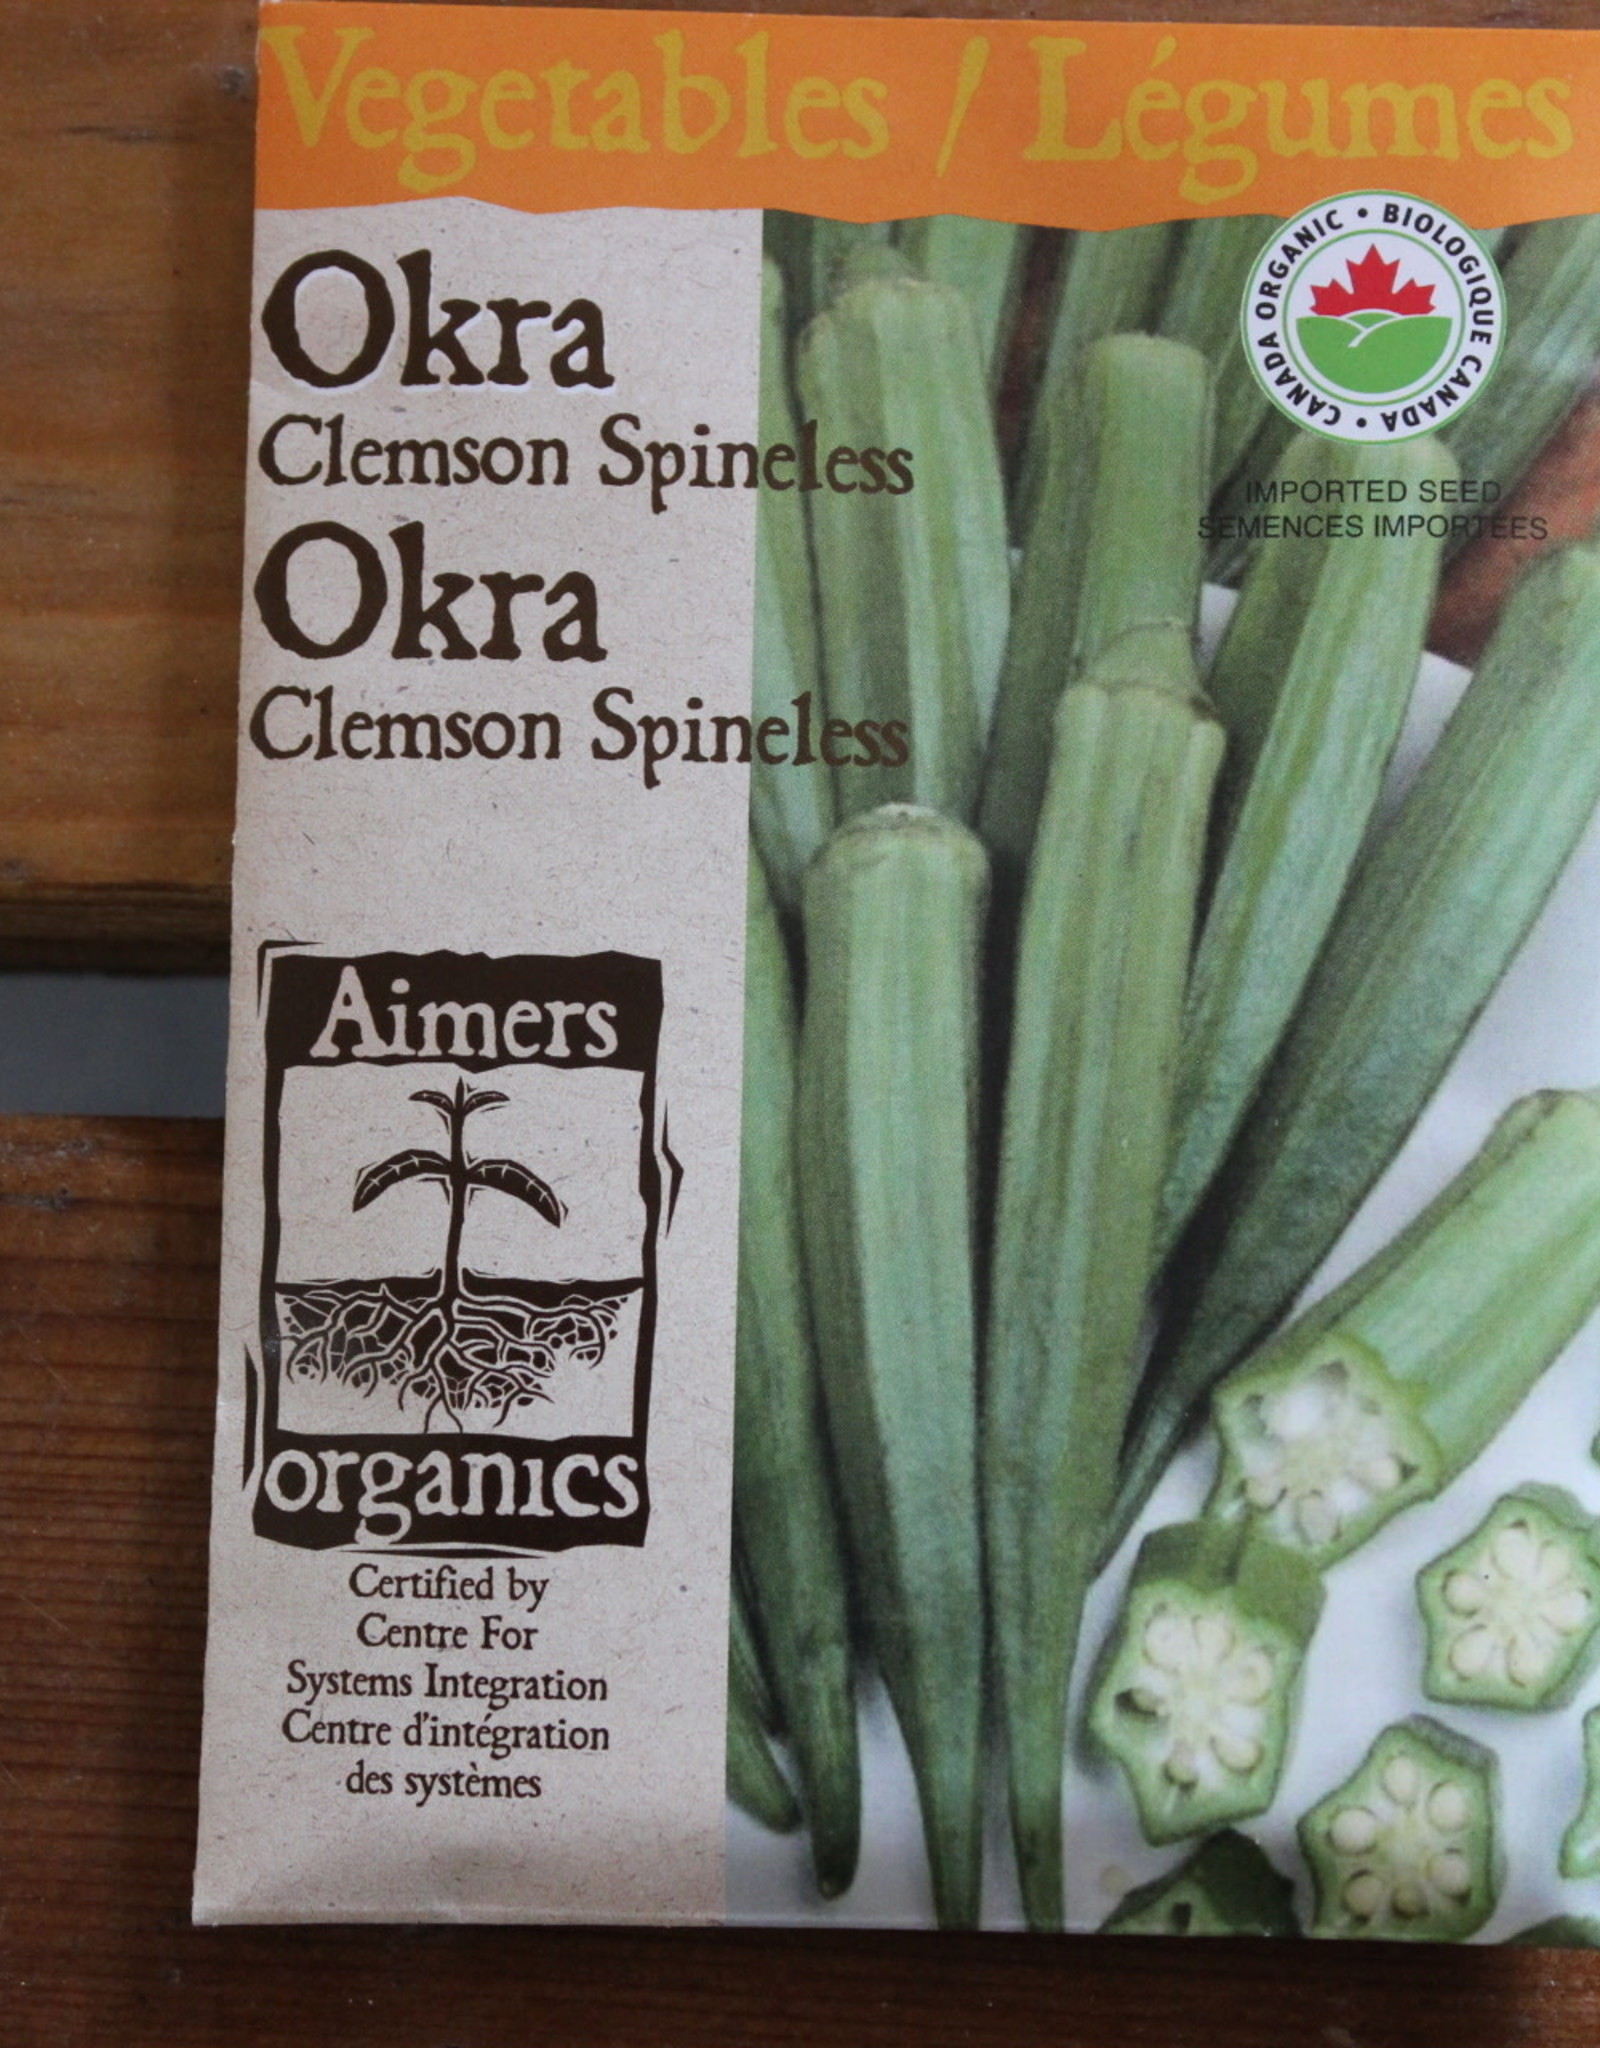 Vegetables / Légumes
Okra
Clemson Spineless
Okra
Clemson Spineless
CANADA ORGANIC • BIOLOGIQUE CANADA •
IMPORTED SEED
SEMENCES IMPORTÉES
Aimers
organics
Certified by
Centre For
Systems Integration
Centre d'intégration
des systèmes